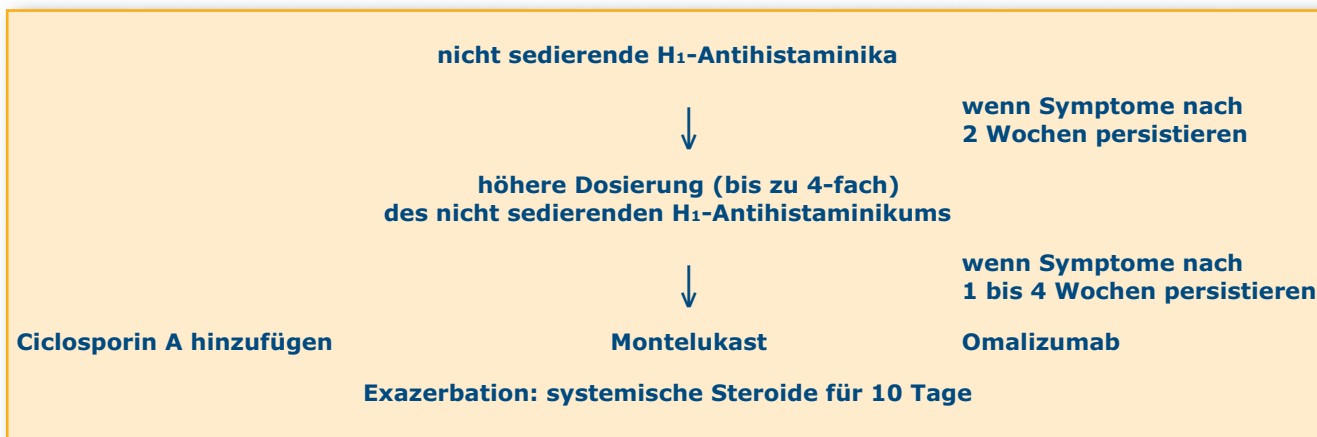 nicht sedierende H₁-Antihistaminika
wenn Symptome nach
2 Wochen persistieren
höhere Dosierung (bis zu 4-fach)
des nicht sedierenden H₁-Antihistaminikums
wenn Symptome nach
1 bis 4 Wochen persistieren
Ciclosporin A hinzufügen Montelukast Omalizumab
Exazerbation: systemische Steroide für 10 Tage